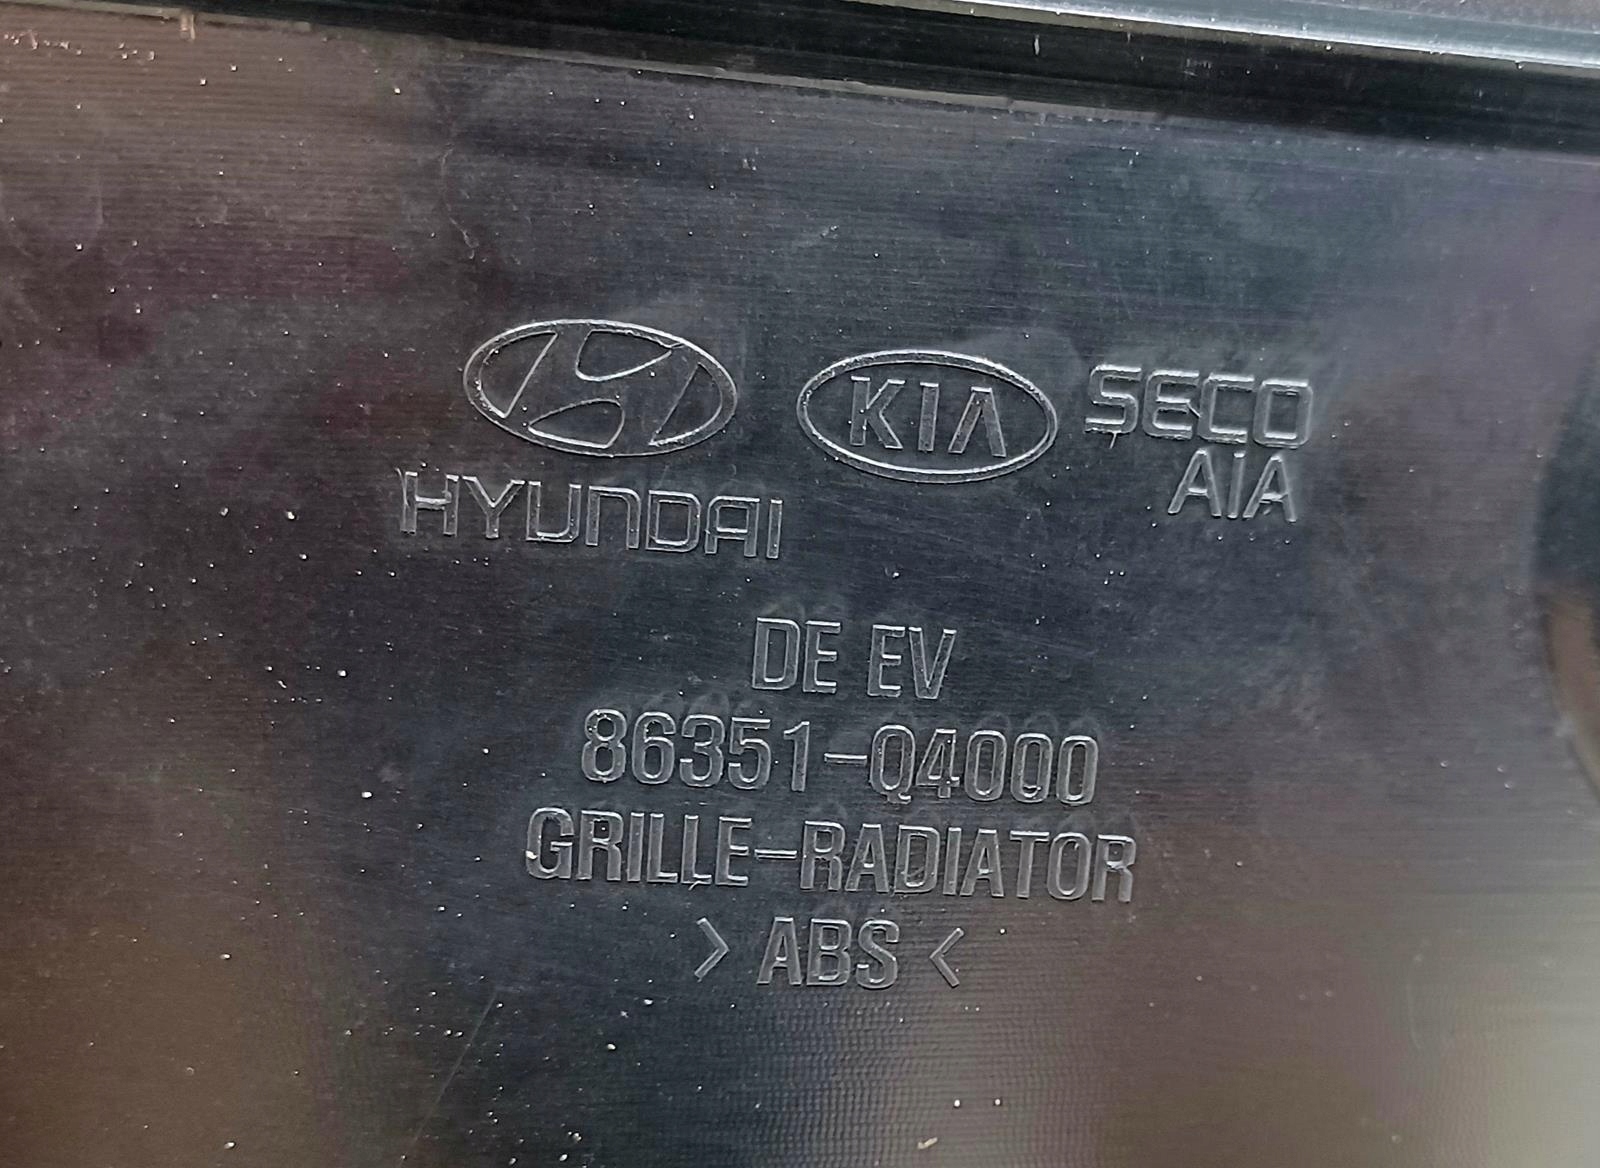 HYUNDAI
KIA
SECO
AIA
DE EV
86351-Q4000
GRILLE-RADIATOR
> ABS <